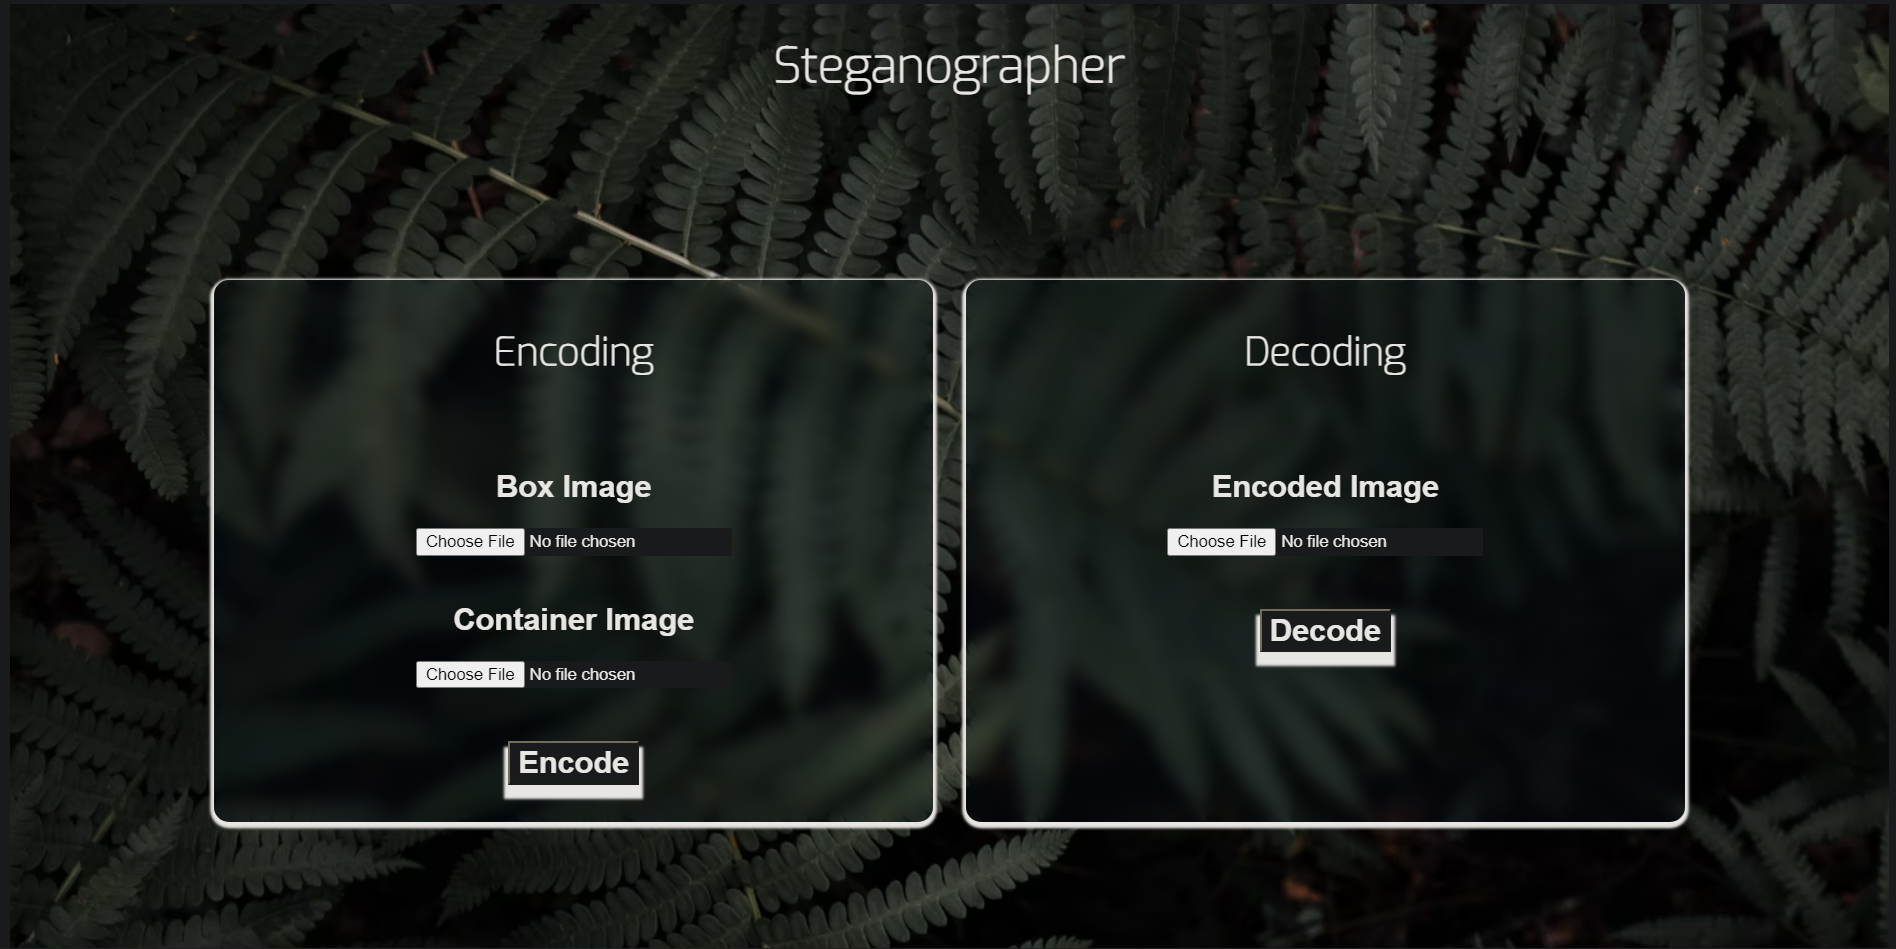 Steganographer
Encoding
Box Image
Choose File No file chosen
Container Image
Choose File No file chosen
Encode
Decoding
Encoded Image
Choose File No file chosen
Decode